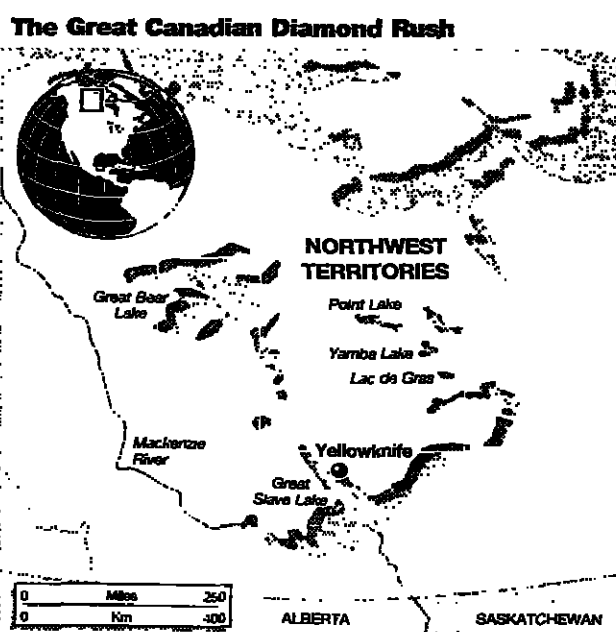 The Great Canadian Diamond Rush
NORTHWEST
TERRITORIES
Great Bear
Lake
Point Lake
Yamba Lake
Lac de Gras
Mackenzie
River
Yellowknife
Great
Slave Lake
0 Miles 250
0 Km 400
ALBERTA
SASKATCHEWAN